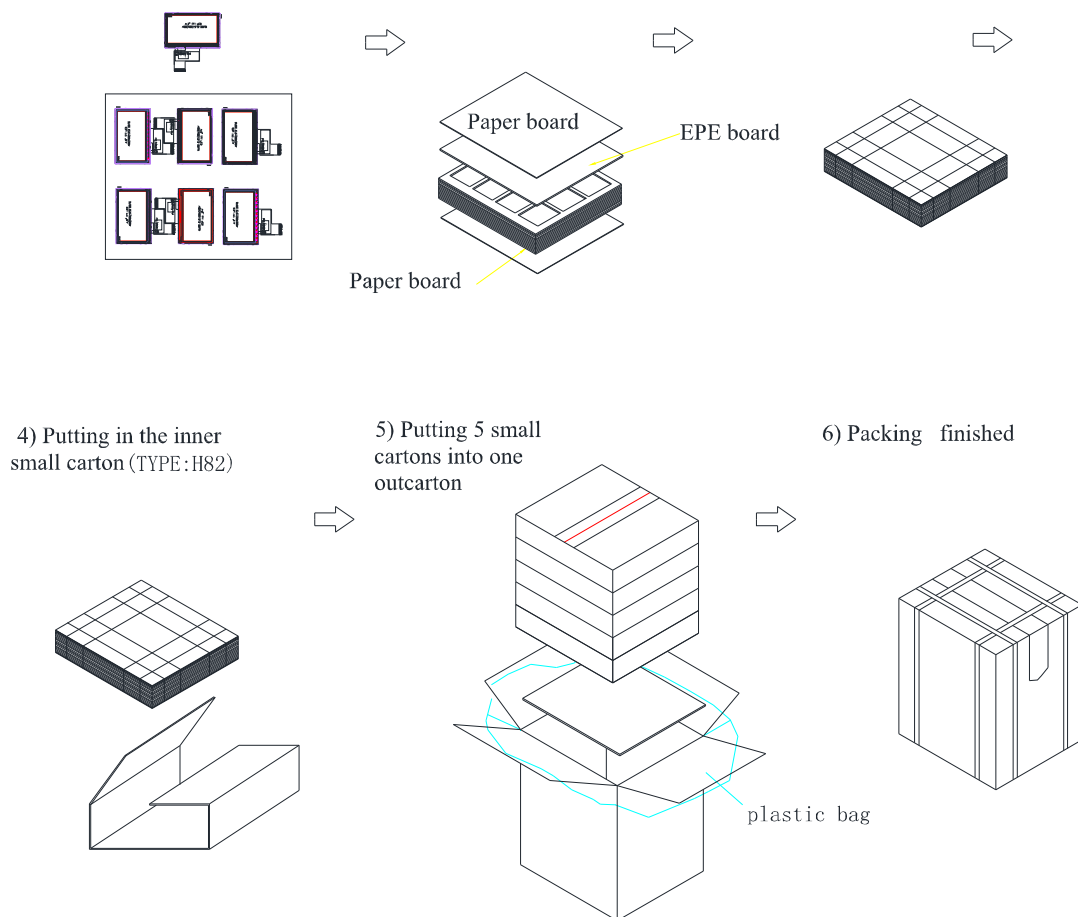 Paper board
EPE board
Paper board
4) Putting in the inner
small carton(TYPE:H82)
5) Putting 5 small
cartons into one
outcarton
6) Packing finished
plastic bag